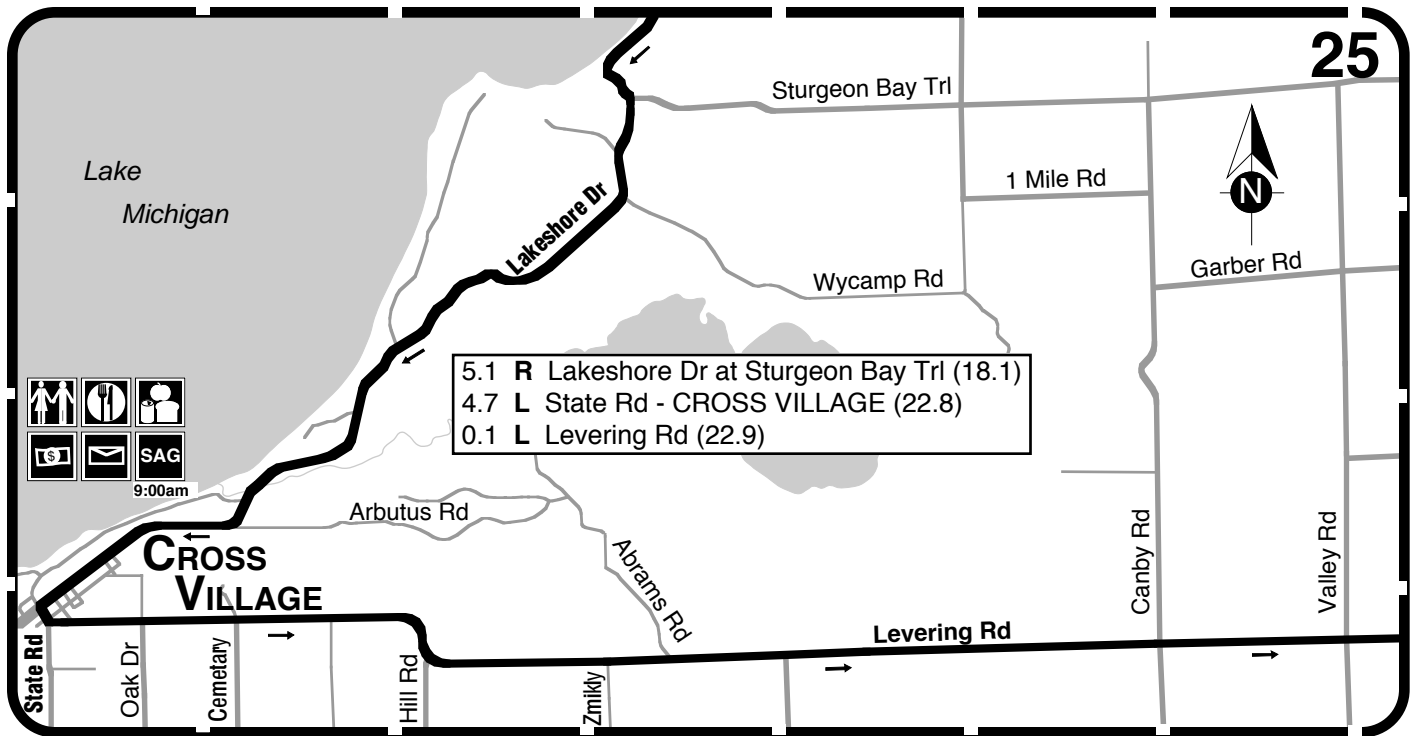 25
Sturgeon Bay Trl
Lake
Michigan
1 Mile Rd
N
Lakeshore Dr
Garber Rd
Wycamp Rd
5.1 R Lakeshore Dr at Sturgeon Bay Trl (18.1)
4.7 L State Rd - CROSS VILLAGE (22.8)
0.1 L Levering Rd (22.9)
$
SAG
9:00am
Arbutus Rd
CROSS
VILLAGE
Abrams Rd
Canby Rd
Valley Rd
Levering Rd
State Rd
Oak Dr
Cemetary
Hill Rd
Zmikly